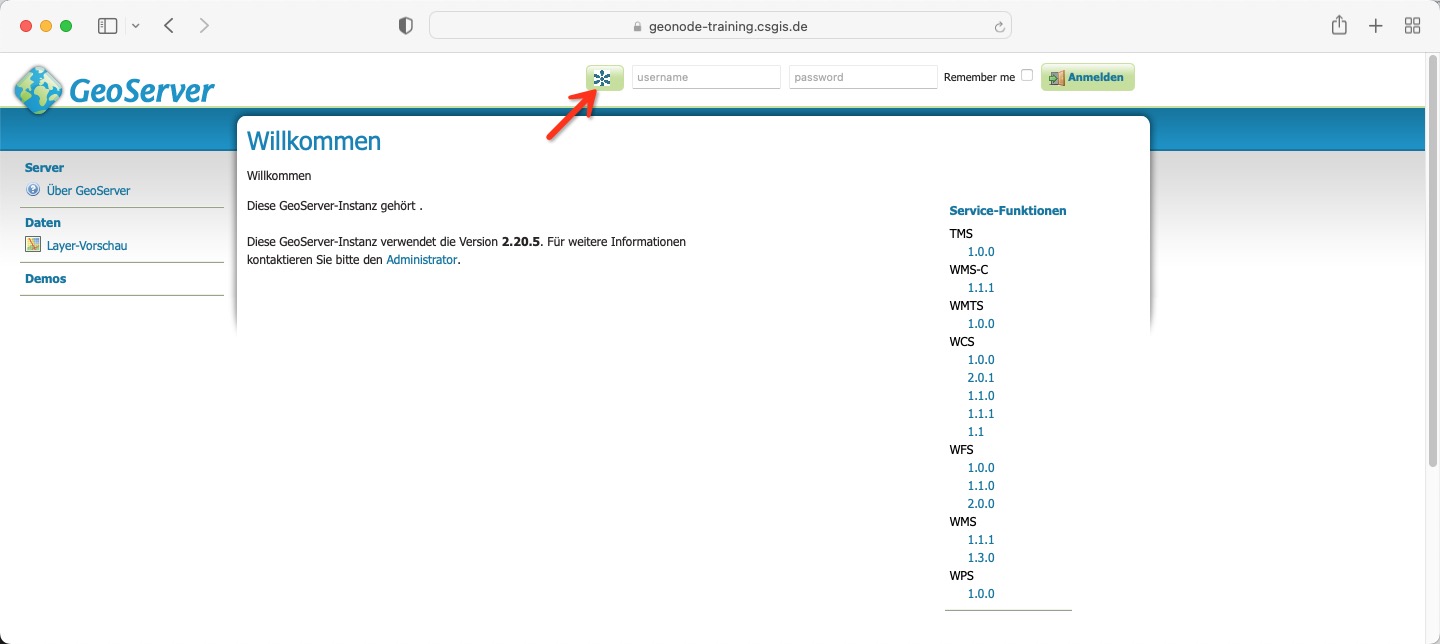 geonode-training.csgis.de
GeoServer
username
password
Remember me
Anmelden
Server
Über GeoServer
Daten
Layer-Vorschau
Demos
Willkommen
Willkommen
Diese GeoServer-Instanz gehört .
Diese GeoServer-Instanz verwendet die Version 2.20.5. Für weitere Informationen
kontaktieren Sie bitte den Administrator.
Service-Funktionen
TMS
1.0.0
WMS-C
1.1.1
WMTS
1.0.0
WCS
1.0.0
2.0.1
1.1.0
1.1.1
1.1
WFS
1.0.0
1.1.0
2.0.0
WMS
1.1.1
1.3.0
WPS
1.0.0